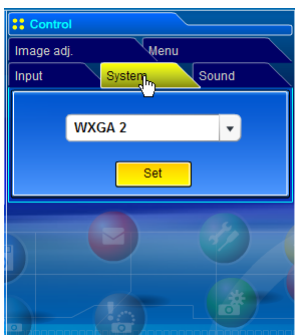 Control
Image adj. Menu
Input System Sound
WXGA 2
Set